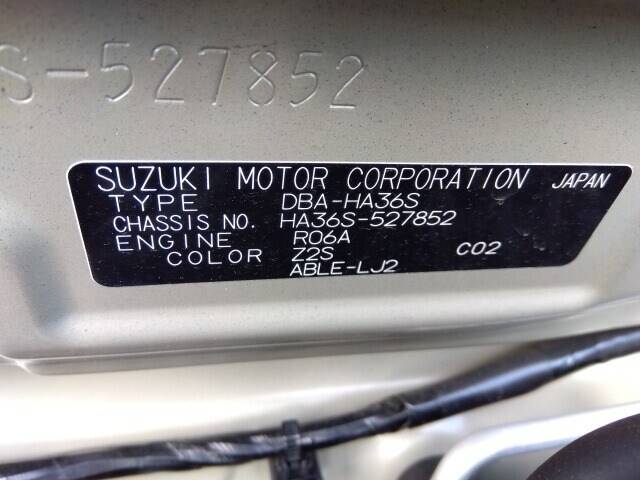 S-527852
SUZUKI MOTOR CORPORATION JAPAN
TYPE DBA-HA36S
CHASSIS NO. HA36S-527852
ENGINE R06A
COLOR Z2S C02
ABLE-LJ2